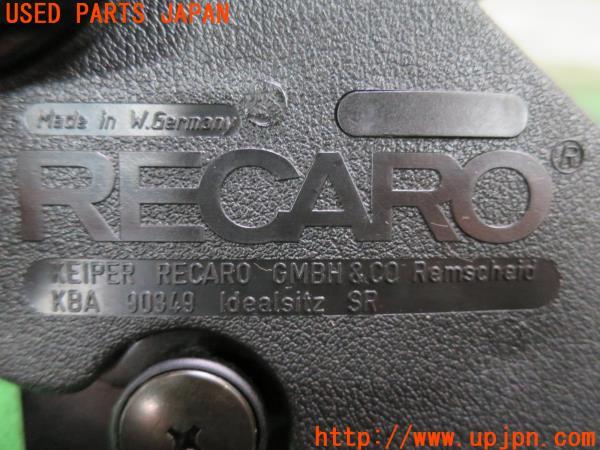 USED PARTS JAPAN
Made in W.Germany
RECARO®
KEIPER RECARO GMBH & CO Remscheid
KBA 90349 Idealsitz SR
UPJ
http://www.upjpn.com/